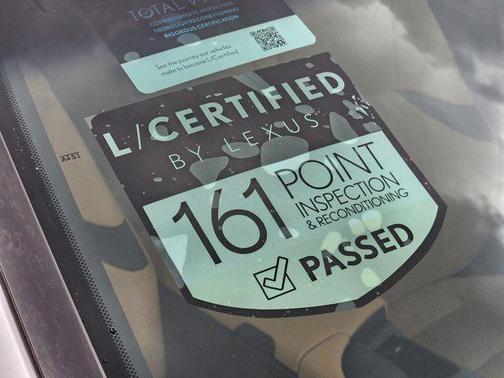 TOTAL
COMPREHENSIVE INSPECTION
THOROUGH RECONDITIONING
RIGOROUS CERTIFICATION
See the journey our vehicles
make to become L/Certified
L/CERTIFIED
BY LEXUS
161 POINT
INSPECTION
& RECONDITIONING
PASSED